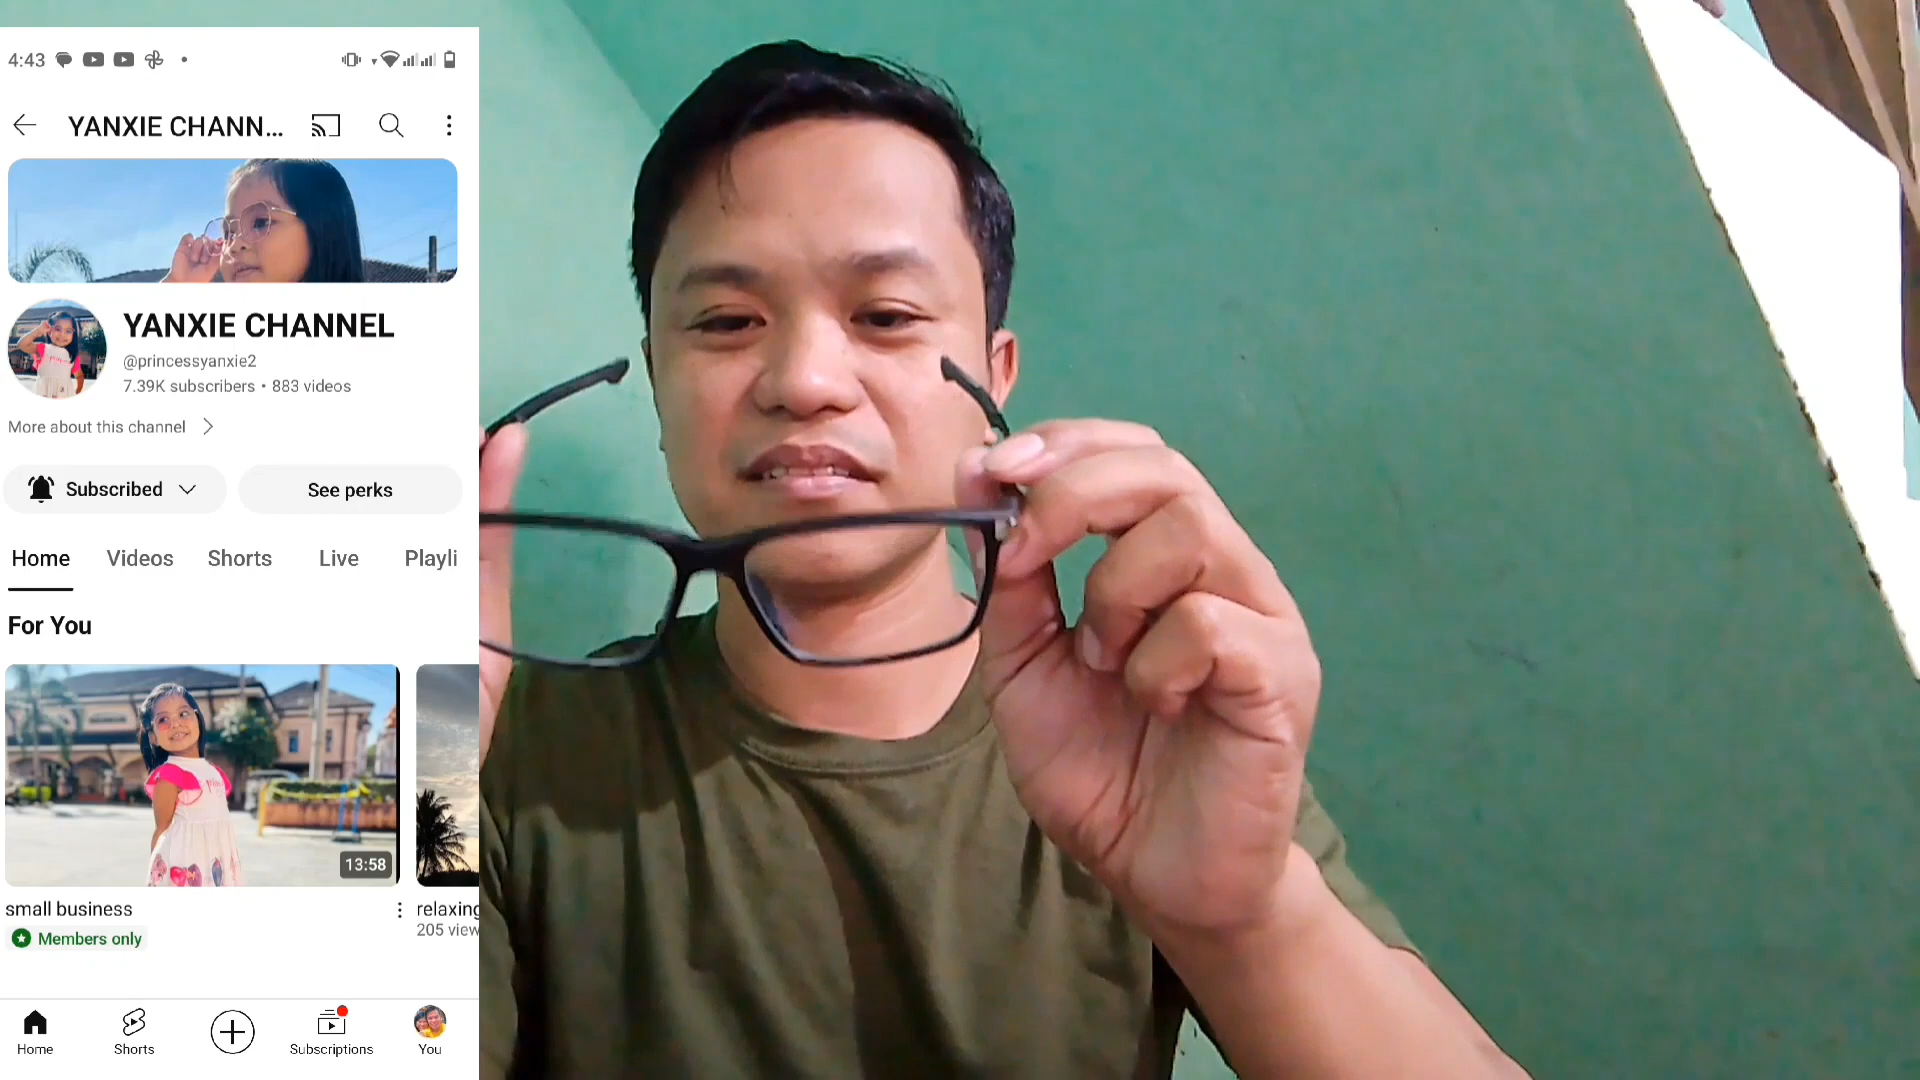 4:43
YANXIE CHANN...
YANXIE CHANNEL
@princessyanxie2
7.39K subscribers • 883 videos
More about this channel
Subscribed
See perks
Home Videos Shorts Live Playli
For You
13:58
small business
Members only
relaxing
205 view
Home Shorts Subscriptions You